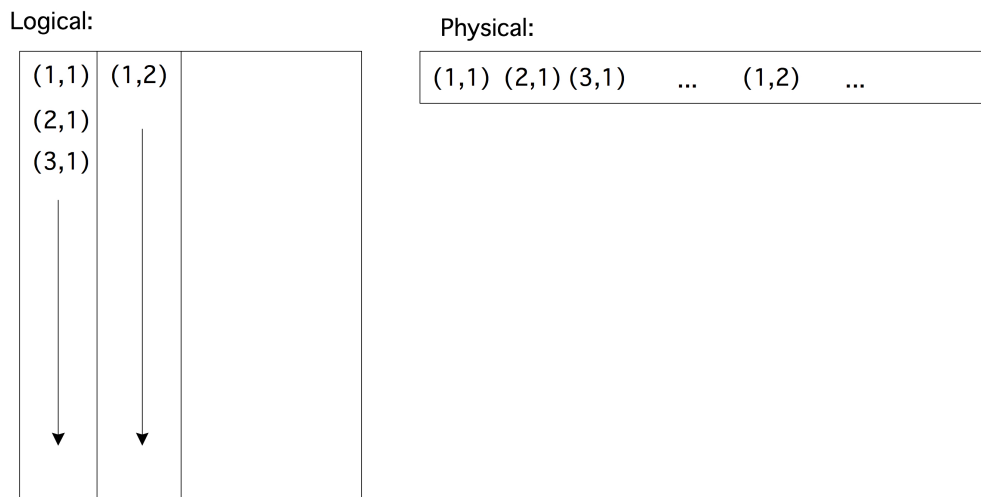 Logical:
(1,1) (1,2)
(2,1)
(3,1)
Physical:
(1,1) (2,1) (3,1) ... (1,2) ...